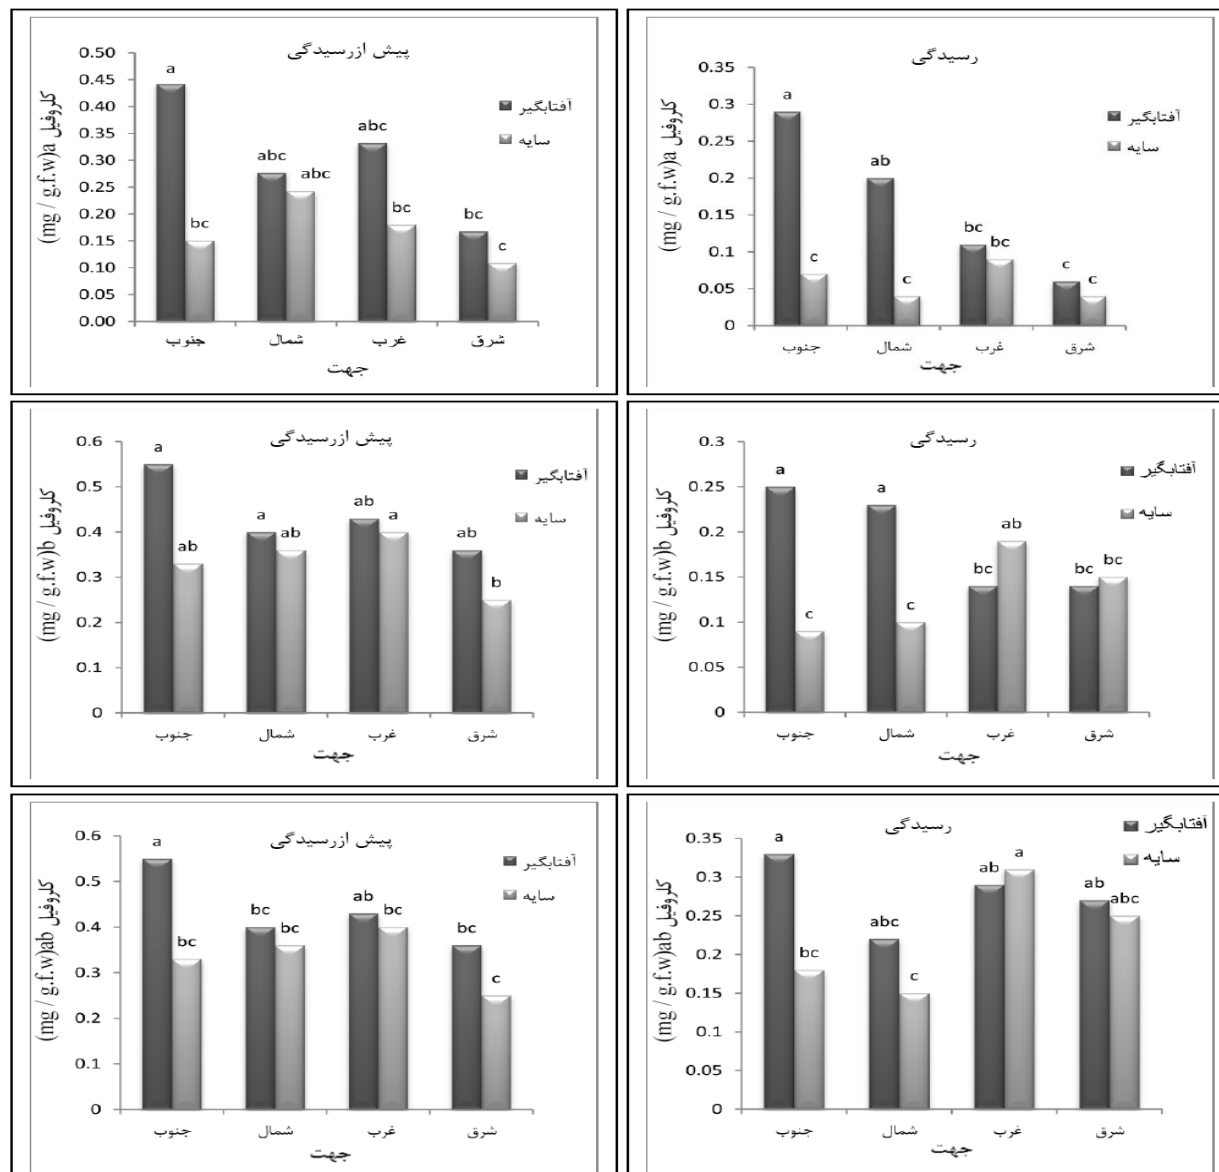 پیش ازرسیدگی
کلروفیل a(mg / g.f.w)
0.50
0.45
0.40
0.35
0.30
0.25
0.20
0.15
0.10
0.05
0.00
آفتابگیر
سایه
a
bc
abc
abc
abc
bc
bc
c
جنوب شمال غرب شرق
جهت
رسیدگی
کلروفیل a(mg / g.f.w)
0.35
0.3
0.25
0.2
0.15
0.1
0.05
0
آفتابگیر
سایه
a
c
ab
c
bc
bc
c
c
جنوب شمال غرب شرق
جهت
پیش ازرسیدگی
کلروفیل b(mg / g.f.w)
0.6
0.5
0.4
0.3
0.2
0.1
0
آفتابگیر
سایه
a
ab
a
ab
ab
a
ab
b
جنوب شمال غرب شرق
جهت
رسیدگی
کلروفیل b(mg / g.f.w)
0.3
0.25
0.2
0.15
0.1
0.05
0
آفتابگیر
سایه
a
c
a
c
bc
ab
bc
bc
جنوب شمال غرب شرق
جهت
پیش ازرسیدگی
کلروفیل ab(mg / g.f.w)
0.6
0.5
0.4
0.3
0.2
0.1
0
آفتابگیر
سایه
a
bc
bc
bc
ab
bc
bc
c
جنوب شمال غرب شرق
جهت
رسیدگی
کلروفیل ab(mg / g.f.w)
0.35
0.3
0.25
0.2
0.15
0.1
0.05
0
آفتابگیر
سایه
a
bc
abc
c
ab
a
ab
abc
جنوب شمال غرب شرق
جهت